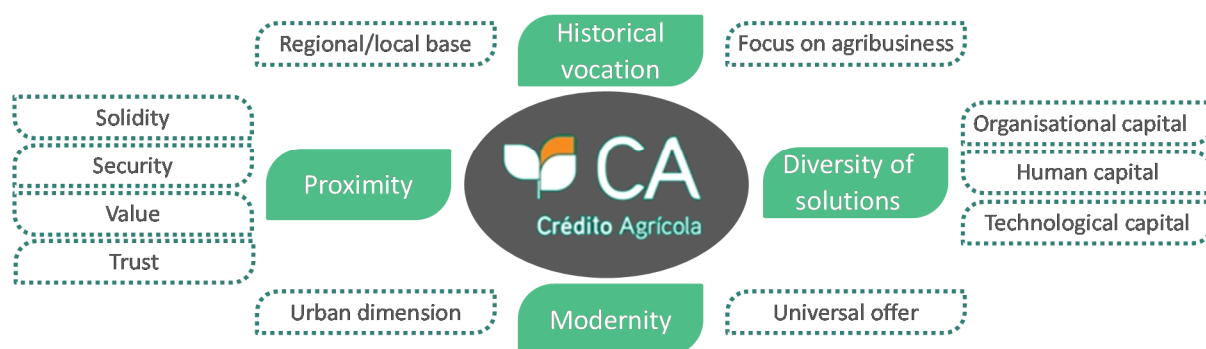 Regional/local base
Historical
vocation
Focus on agribusiness
Solidity
Security
Value
Trust
Proximity
CA
Crédito Agrícola
Diversity of
solutions
Organisational capital
Human capital
Technological capital
Urban dimension
Modernity
Universal offer